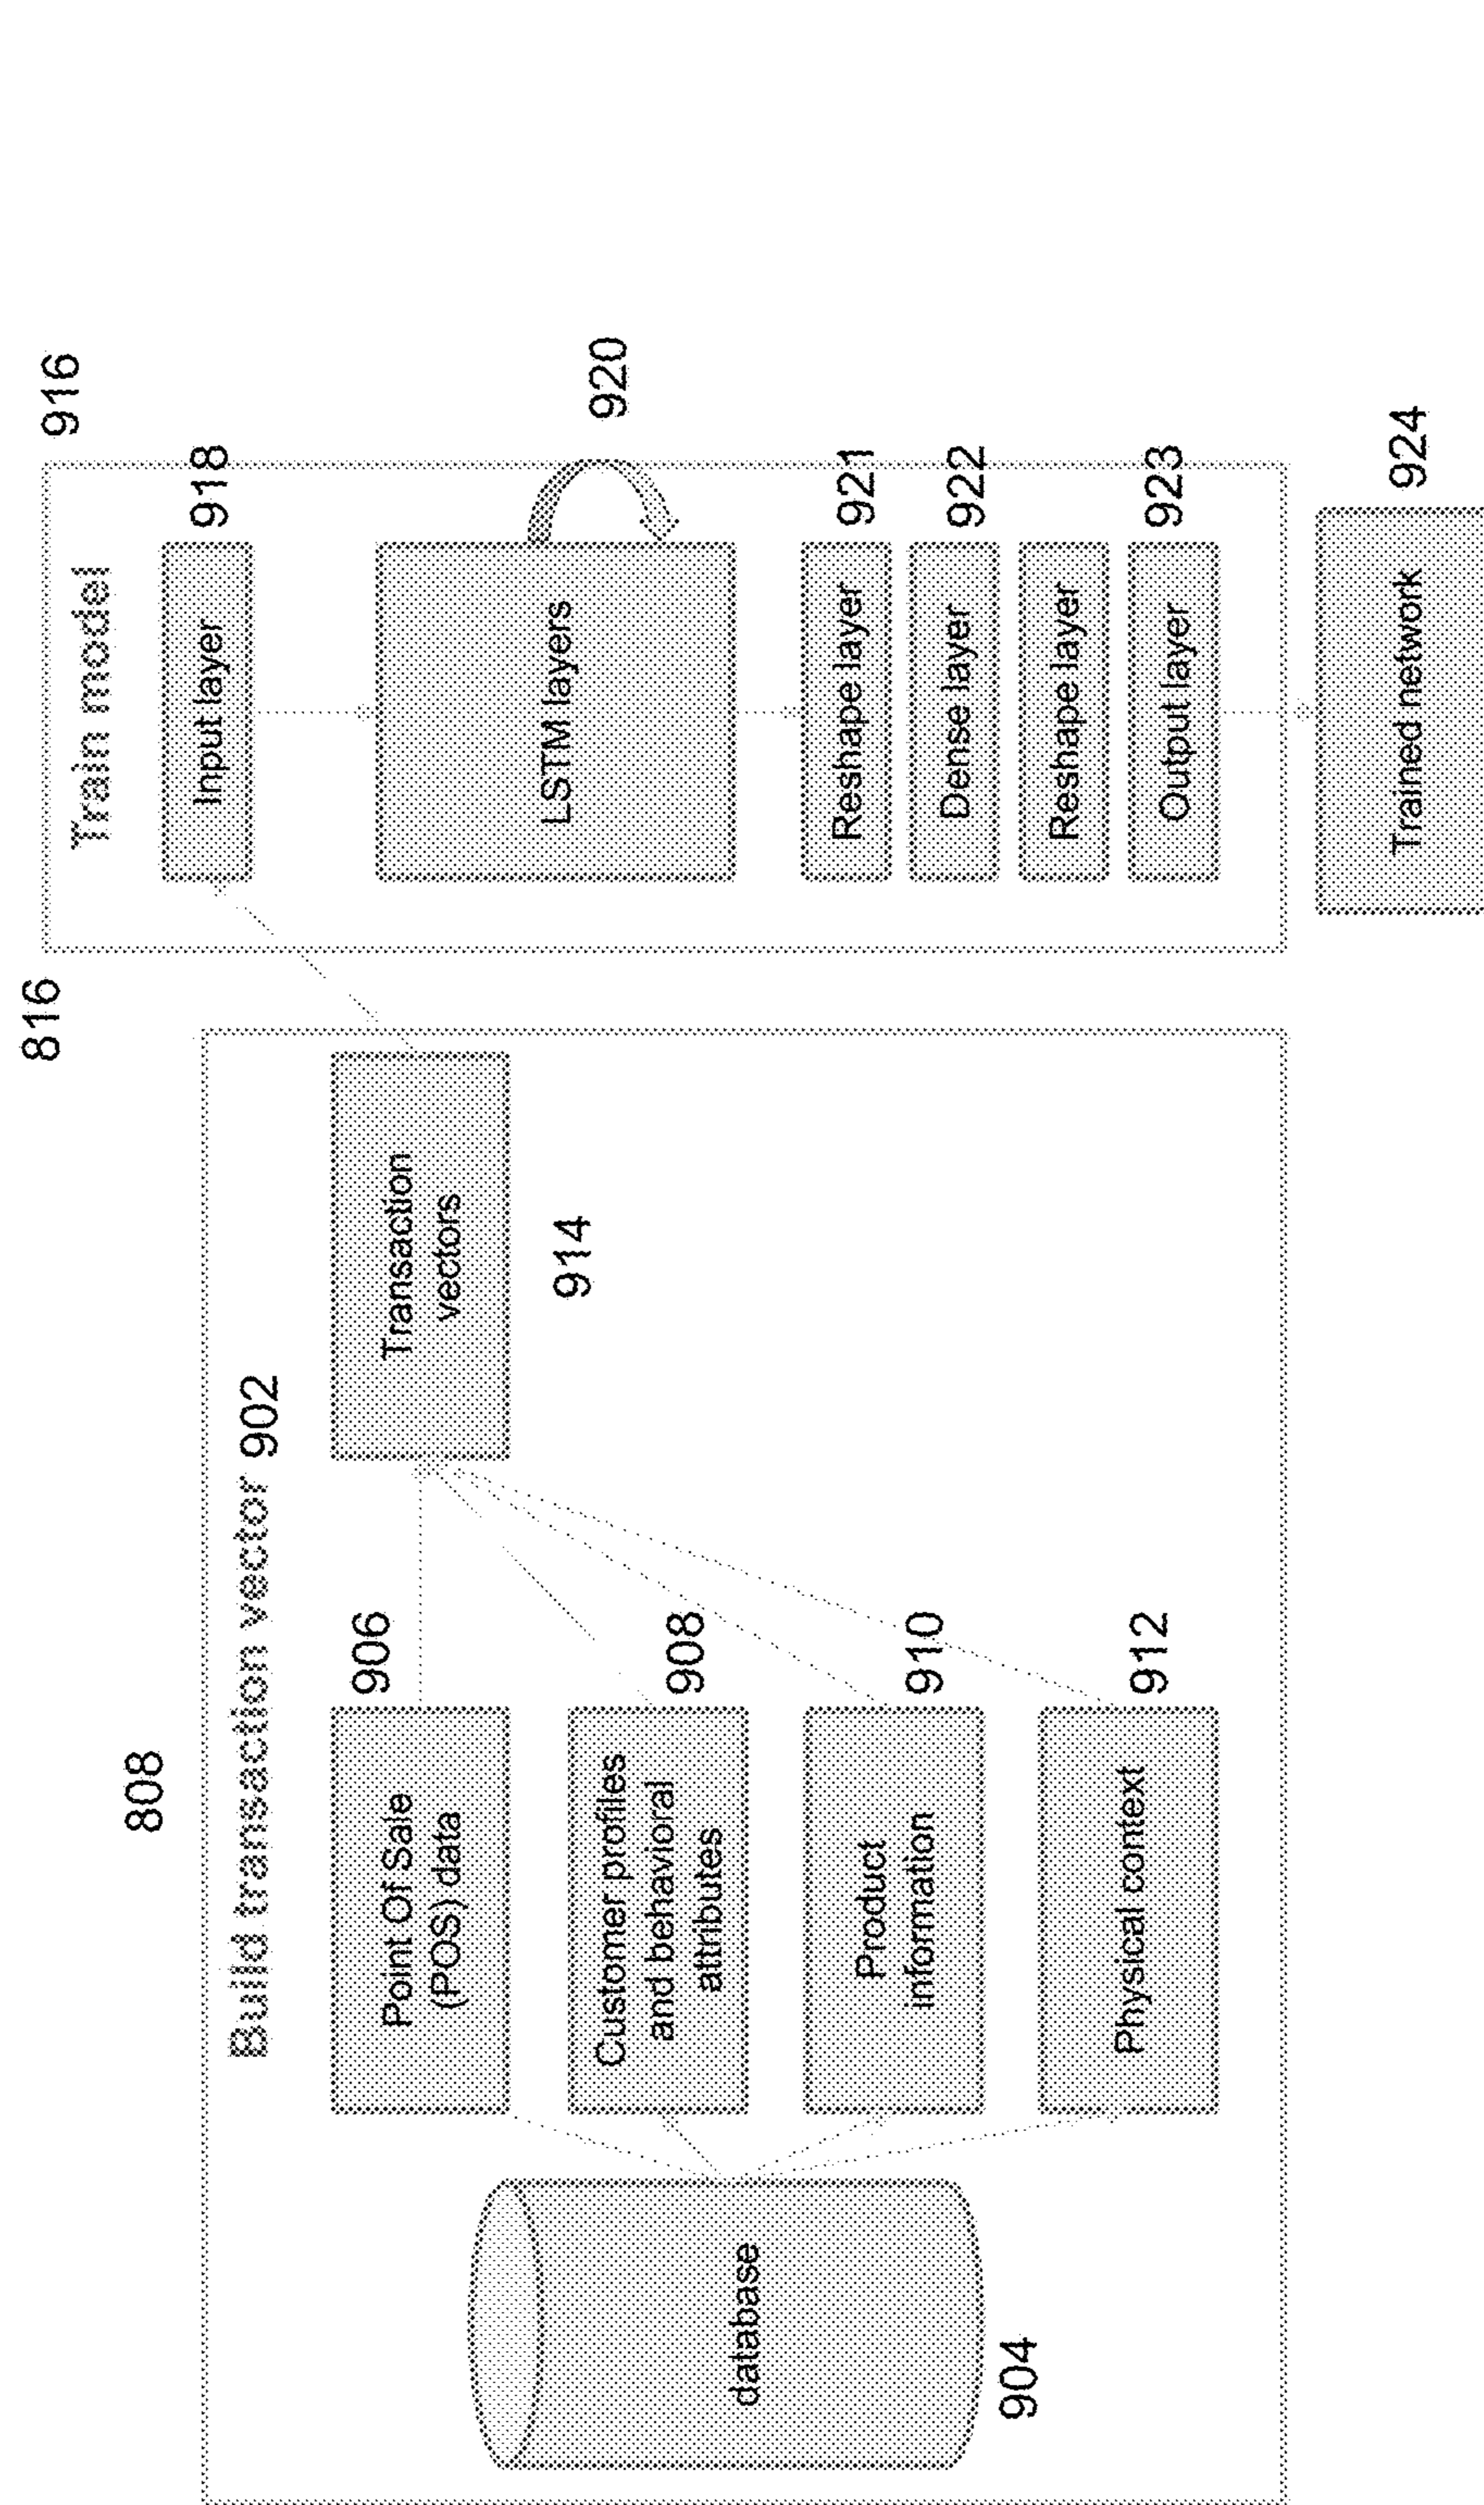 808
816
916
Build transaction vector 902
Train model
database
904
Point Of Sale
(POS) data
906
Customer profiles
and behavioral
attributes
908
Product
information
910
Physical context
912
Transaction
vectors
914
Input layer
918
LSTM layers
920
Reshape layer
921
Dense layer
922
Reshape layer
Output layer
923
Trained network
924